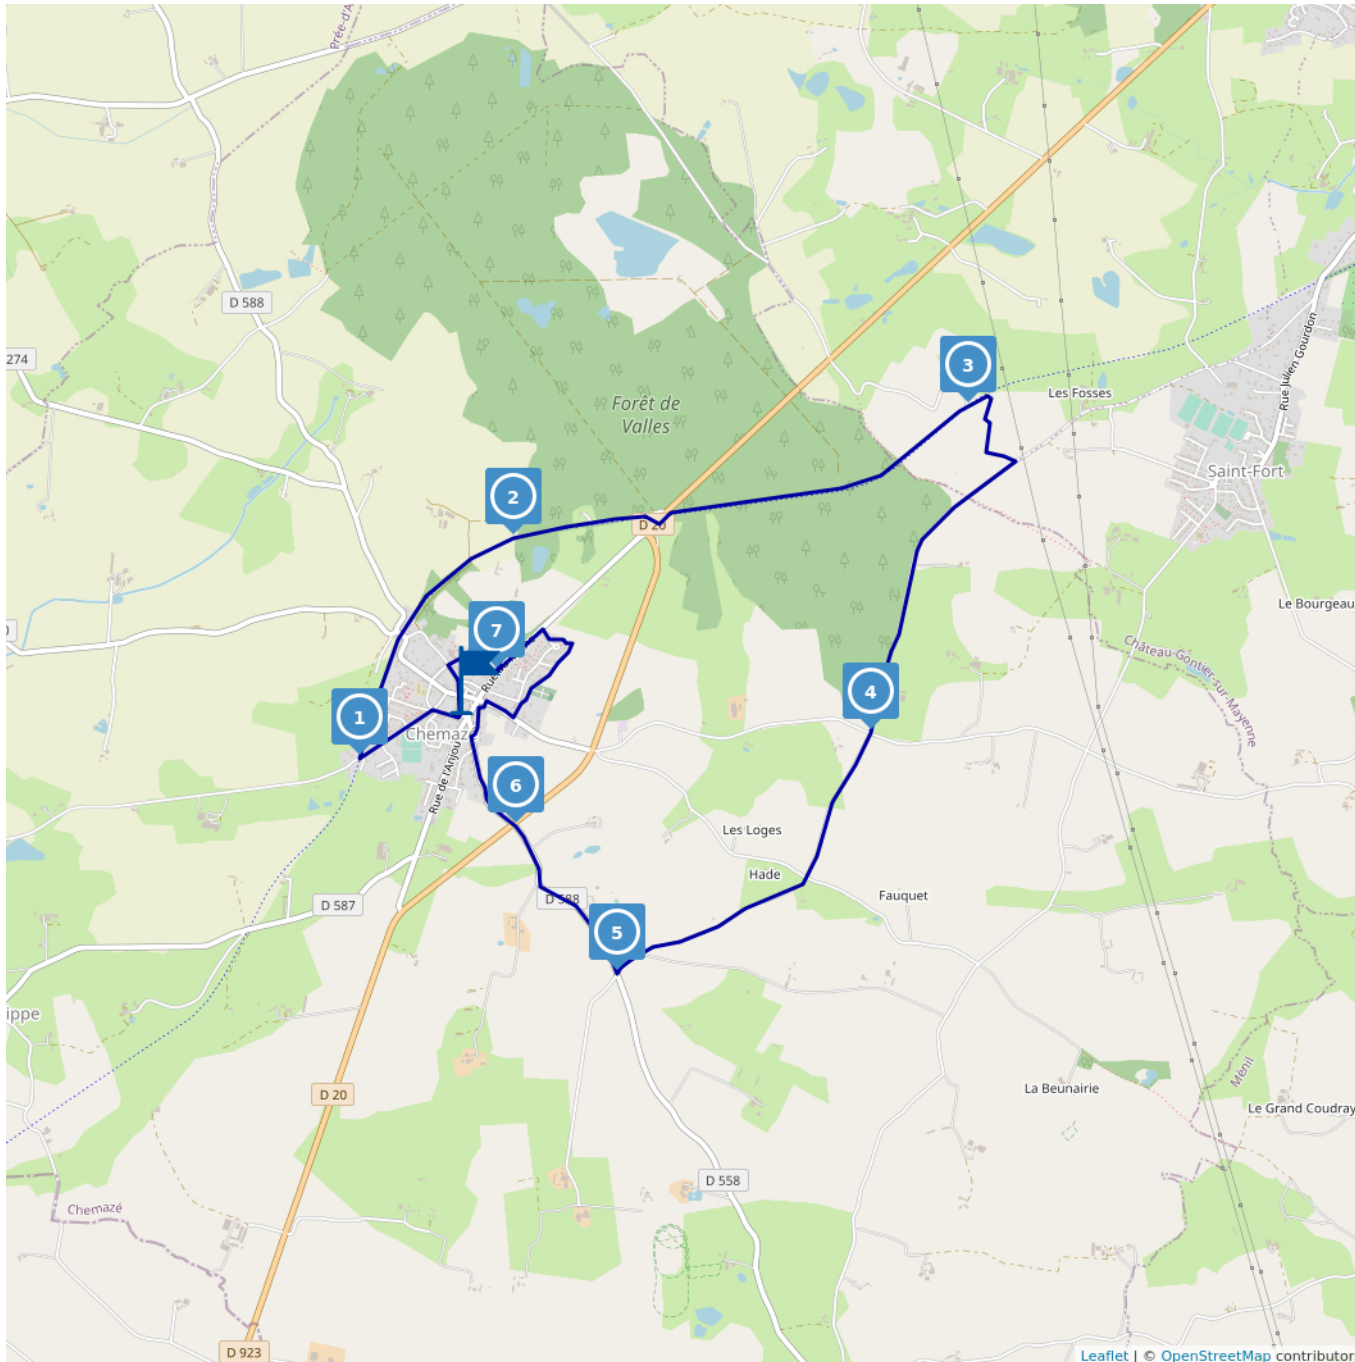 Prée-d'A
D 588
274
3
Rue Julien Gourdon
Les Fosses
Forêt de
Valles
Saint-Fort
2
D 20
Le Bourgeau
7
Château-Gontier-sur-Mayenne
4
1
Chemazé
Rue de l'Anjou
6
Les Loges
Hade
Fauquet
D 588
D 587
5
ippe
Ménil
La Beunairie
D 20
Le Grand Coudray
D 558
Chemazé
D 923
Leaflet | © OpenStreetMap contributor